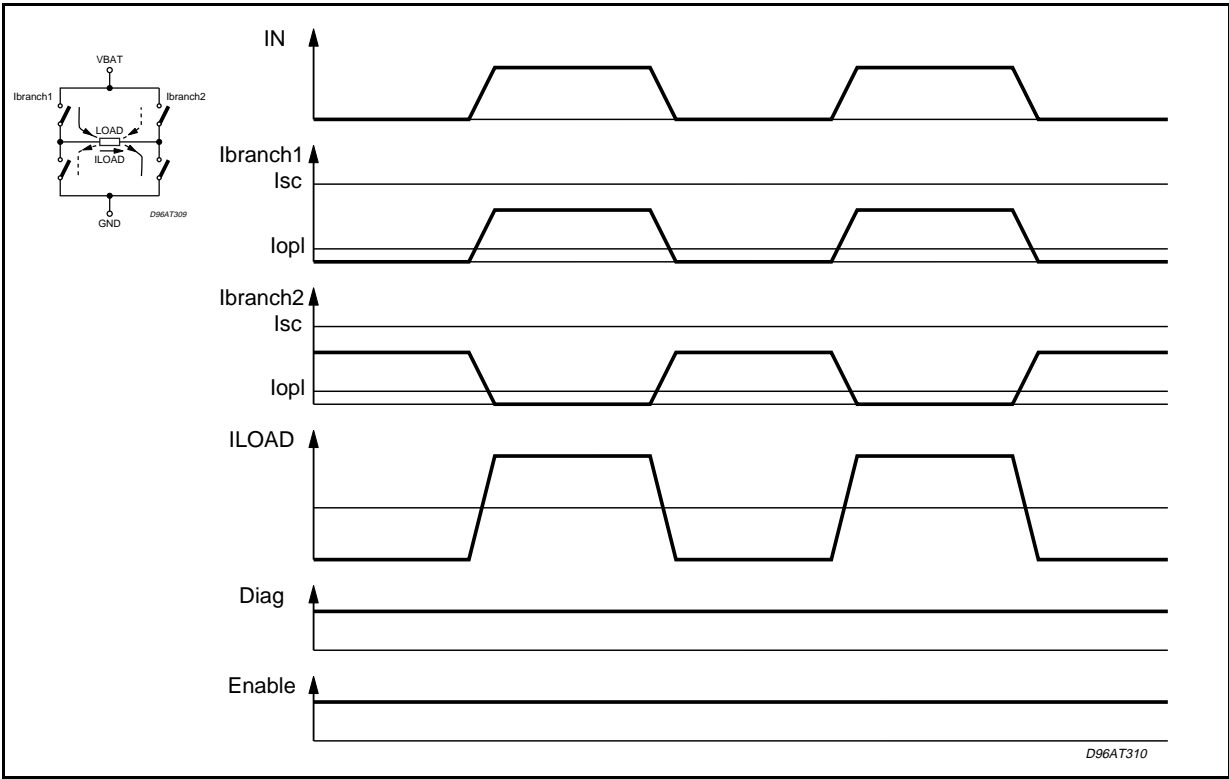 VBAT
Ibranch1
Ibranch2
LOAD
ILOAD
D96AT309
GND
IN
Ibranch1
Isc
Iopl
Ibranch2
Isc
Iopl
ILOAD
Diag
Enable
D96AT310